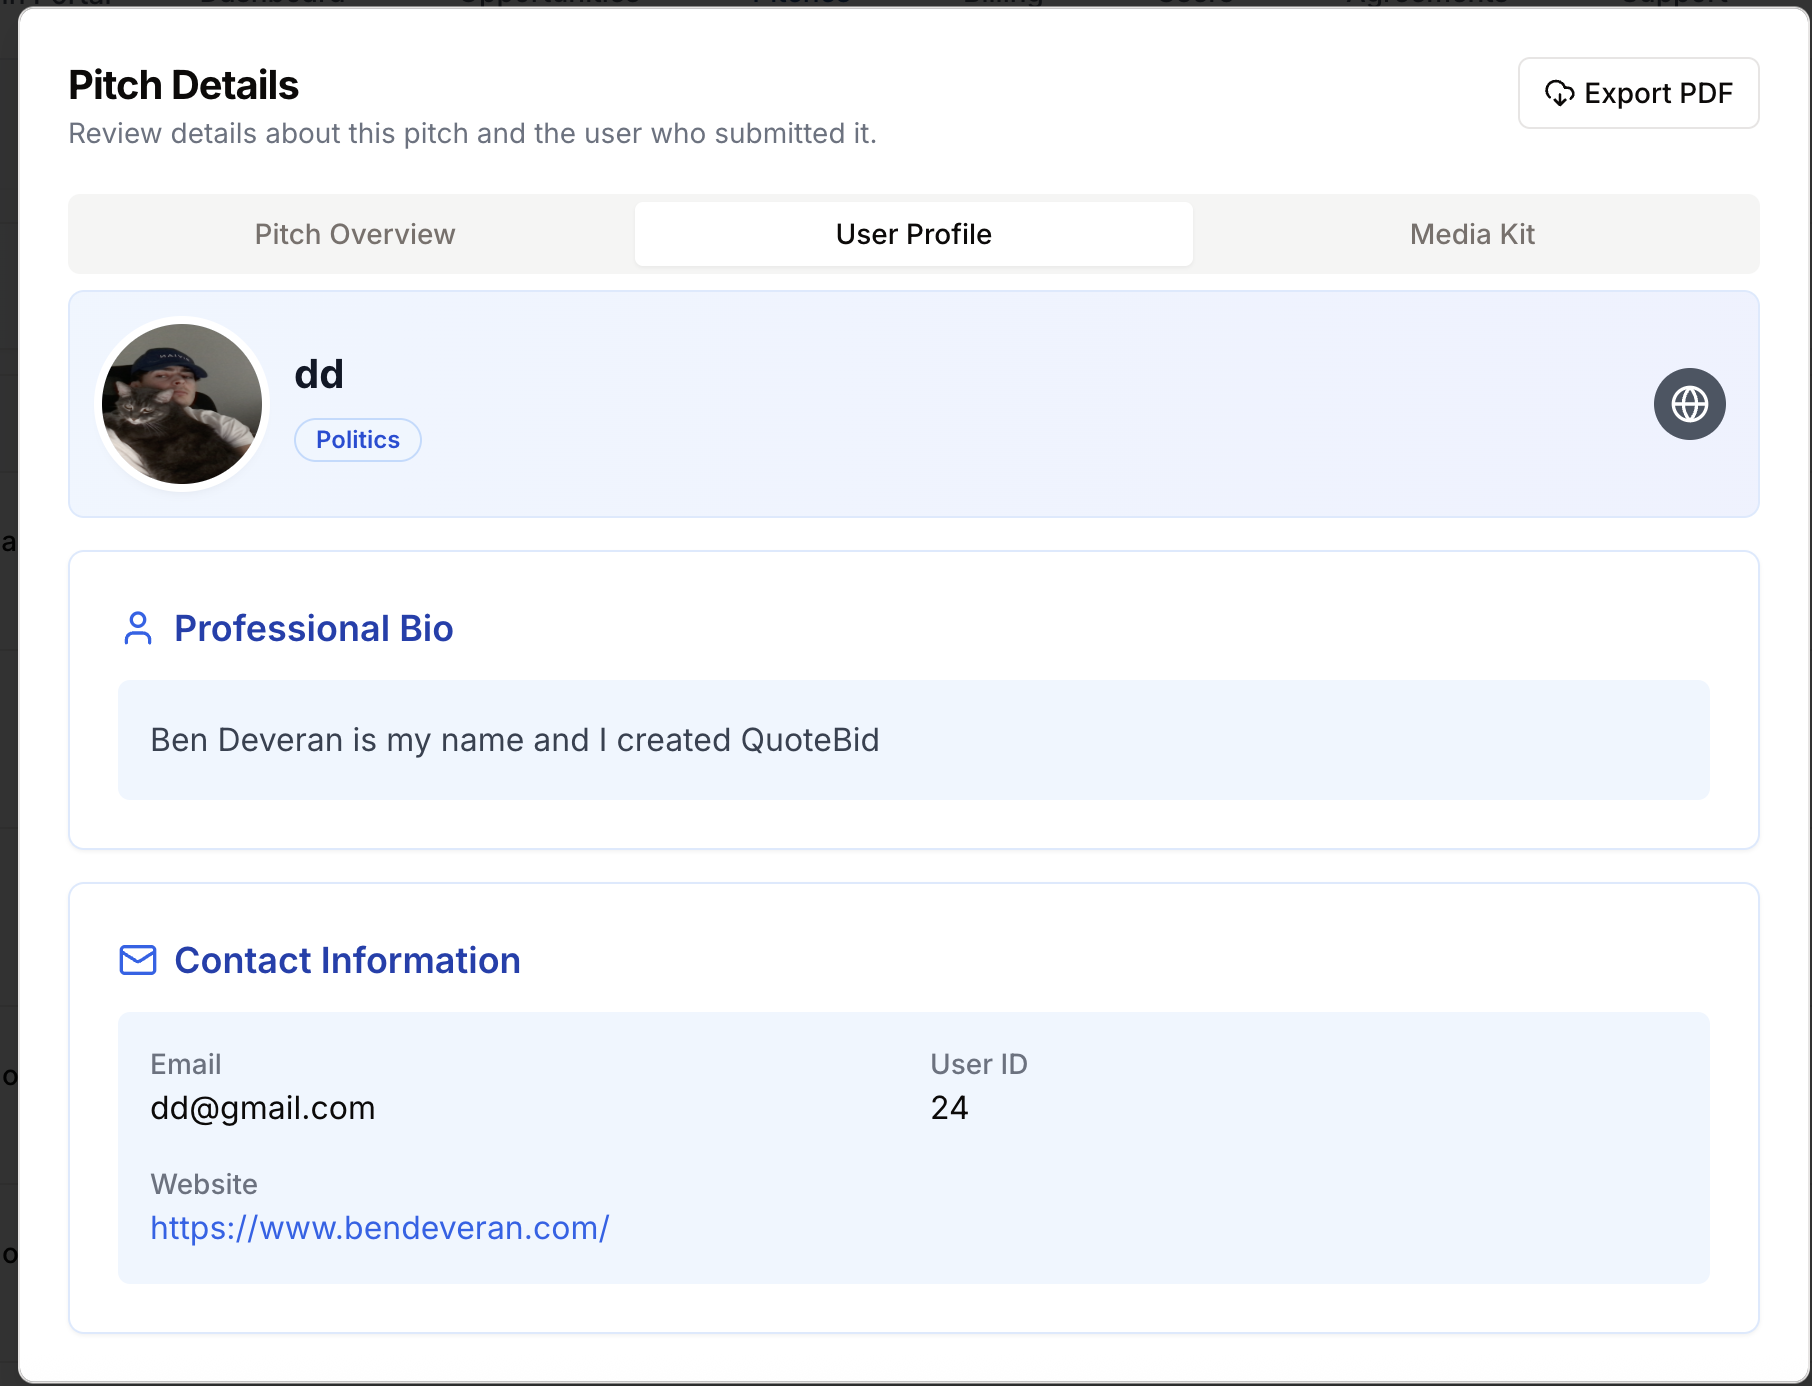 Pitch Details
Export PDF
Review details about this pitch and the user who submitted it.
Pitch Overview
User Profile
Media Kit
dd
Politics
Professional Bio
Ben Deveran is my name and I created QuoteBid
Contact Information
Email
User ID
dd@gmail.com
24
Website
https://www.bendeveran.com/